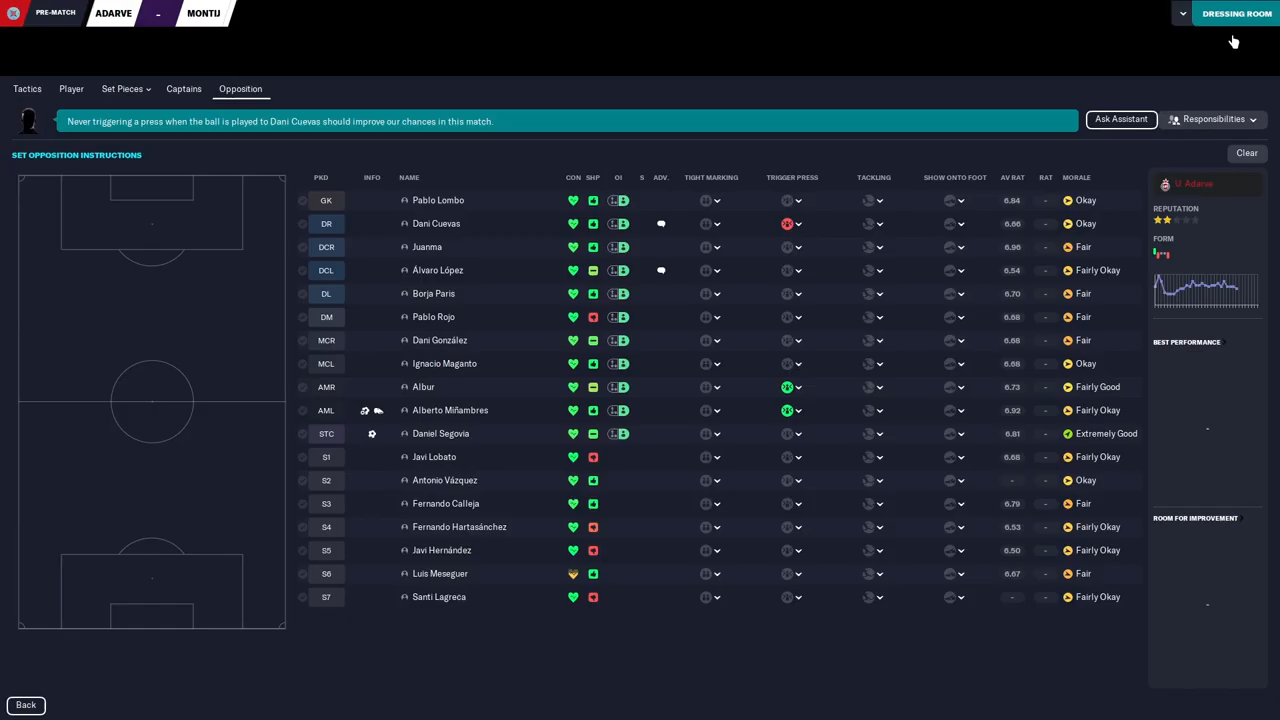 PRE-MATCH ADARVE - MONTIJ DRESSING ROOM
Tactics Player Set Pieces Captains Opposition
Never triggering a press when the ball is played to Dani Cuevas should improve our chances in this match. Ask Assistant Responsibilities
SET OPPOSITION INSTRUCTIONS Clear
PKD INFO NAME CON SHP OI S ADV. TIGHT MARKING TRIGGER PRESS TACKLING SHOW ONTO FOOT AV RAT RAT MORALE
GK Pablo Lombo 6.84 - Okay
DR Dani Cuevas 6.66 - Okay
DCR Juanma 6.96 - Fair
DCL Álvaro López 6.54 - Fairly Okay
DL Borja Paris 6.70 - Fair
DM Pablo Rojo 6.68 - Fair
MCR Dani González 6.68 - Fair
MCL Ignacio Maganto 6.68 - Okay
AMR Albur 6.73 - Fairly Good
AML Alberto Miñambres 6.92 - Fairly Okay
STC Daniel Segovia 6.81 - Extremely Good
S1 Javi Lobato 6.68 - Fairly Okay
S2 Antonio Vázquez - - Okay
S3 Fernando Calleja 6.79 - Fair
S4 Fernando Hartasánchez 6.53 - Fairly Okay
S5 Javi Hernández 6.50 - Fairly Okay
S6 Luis Meseguer 6.67 - Fair
S7 Santi Lagreca - - Fairly Okay
U. Adarve
REPUTATION
FORM
BEST PERFORMANCE
-
ROOM FOR IMPROVEMENT
-
Back